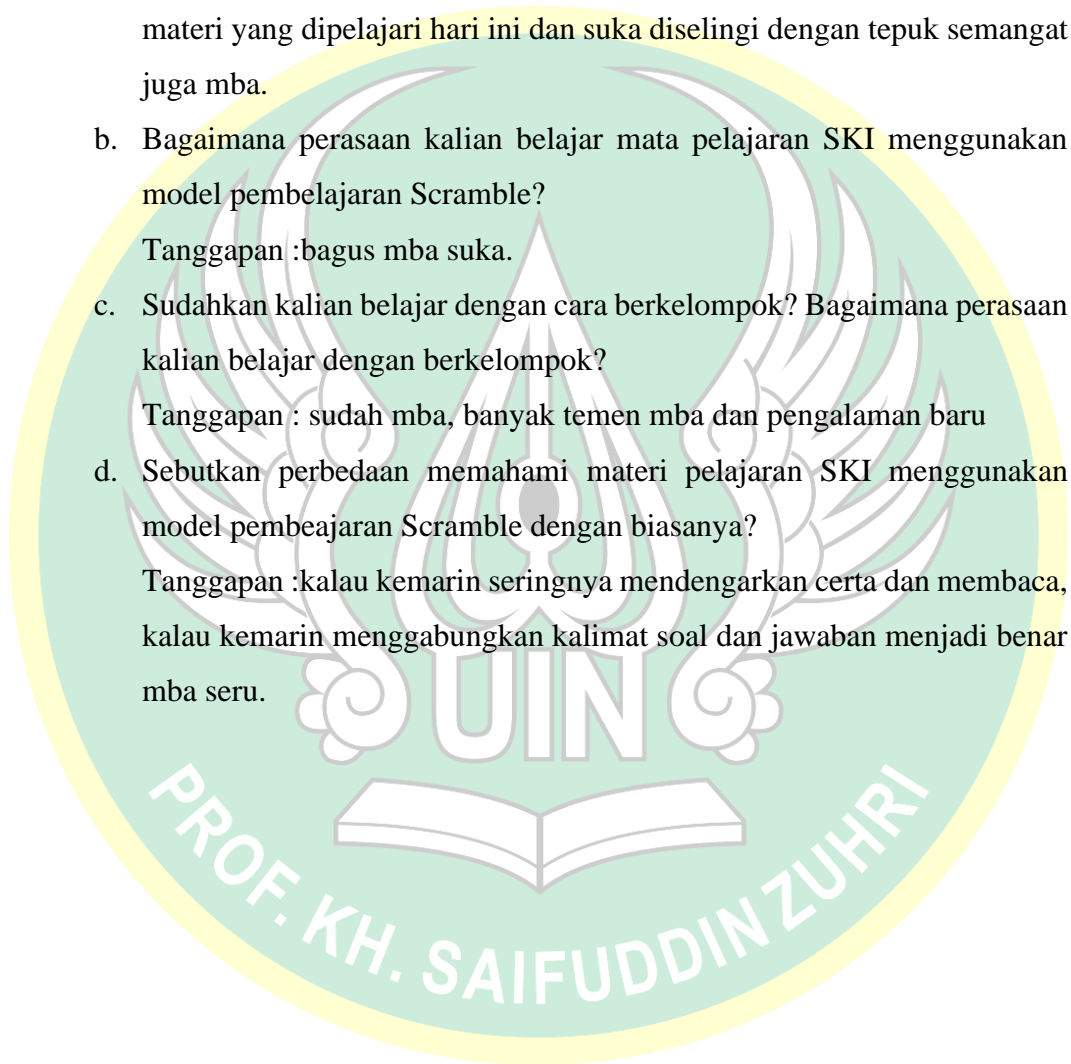 materi yang dipelajari hari ini dan suka diselingi dengan tepuk semangat
juga mba.
b. Bagaimana perasaan kalian belajar mata pelajaran SKI menggunakan
model pembelajaran Scramble?
Tanggapan :bagus mba suka.
c. Sudahkan kalian belajar dengan cara berkelompok? Bagaimana perasaan
kalian belajar dengan berkelompok?
Tanggapan : sudah mba, banyak temen mba dan pengalaman baru
d. Sebutkan perbedaan memahami materi pelajaran SKI menggunakan
model pembeajaran Scramble dengan biasanya?
Tanggapan :kalau kemarin seringnya mendengarkan certa dan membaca,
kalau kemarin menggabungkan kalimat soal dan jawaban menjadi benar
mba seru.
UIN
PROF. KH. SAIFUDDIN ZUHRI